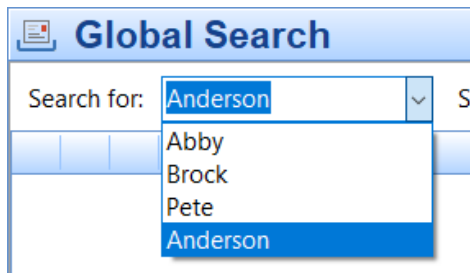 Global Search
Search for: Anderson S
Abby
Brock
Pete
Anderson